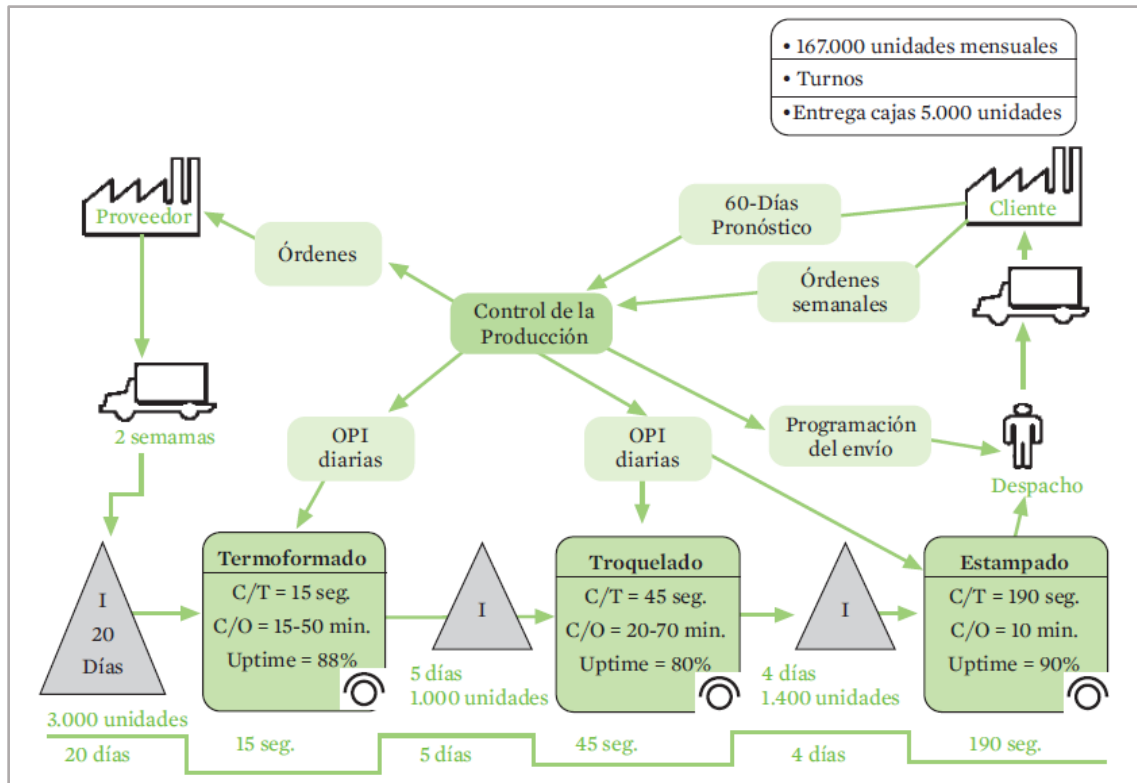 • 167.000 unidades mensuales
• Turnos
•Entrega cajas 5.000 unidades
Proveedor
Órdenes
60-Días
Pronóstico
Cliente
Órdenes
semanales
Control de la
Producción
2 semamas
OPI
diarias
OPI
diarias
Programación
del envío
Despacho
I
20
Días
3.000 unidades
Termoformado
C/T = 15 seg.
C/O = 15-50 min.
Uptime = 88%
I
5 días
1.000 unidades
Troquelado
C/T = 45 seg.
C/O = 20-70 min.
Uptime = 80%
I
4 días
1.400 unidades
Estampado
C/T = 190 seg.
C/O = 10 min.
Uptime = 90%
20 días
15 seg.
5 días
45 seg.
4 días
190 seg.